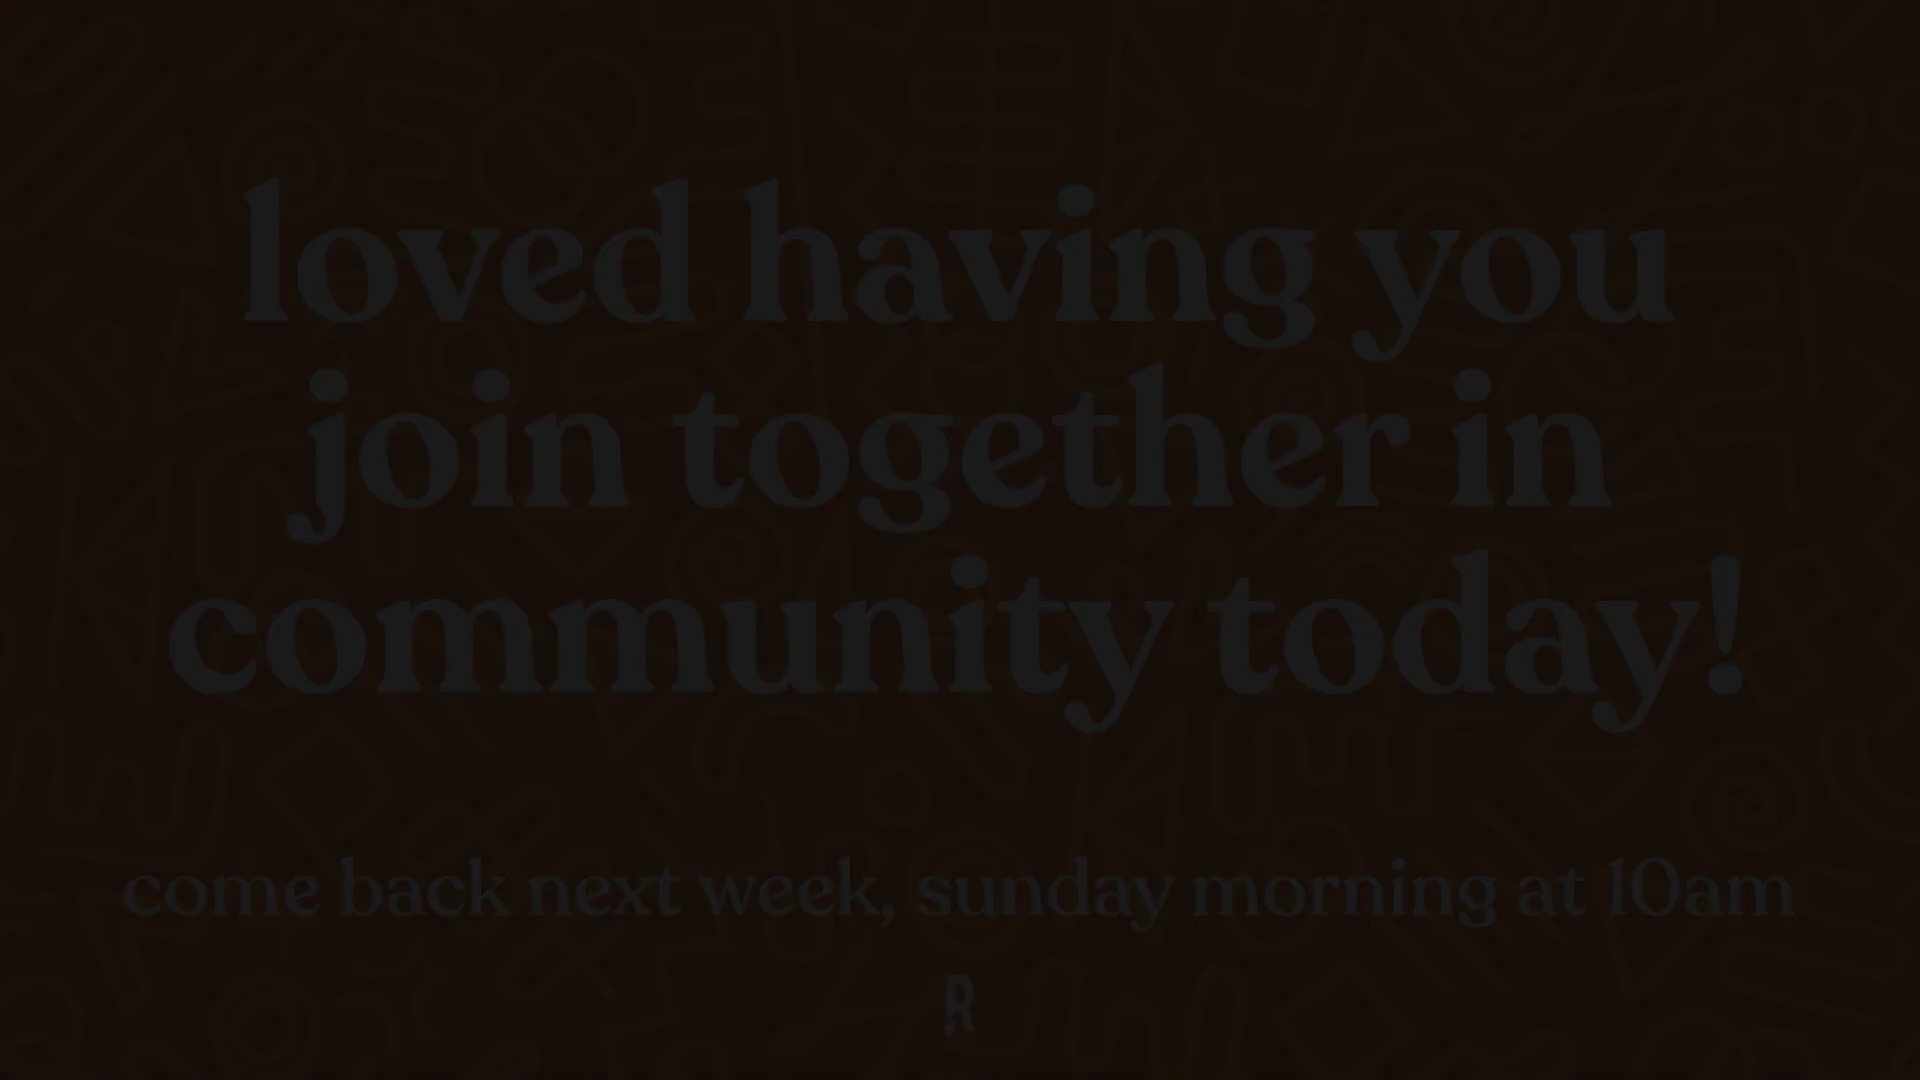 loved having you
join together in
community today!
come back next week, sunday morning at 10am
R